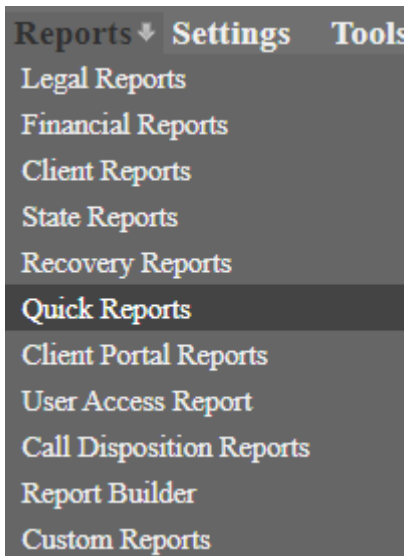 Reports Settings Tools
Legal Reports
Financial Reports
Client Reports
State Reports
Recovery Reports
Quick Reports
Client Portal Reports
User Access Report
Call Disposition Reports
Report Builder
Custom Reports